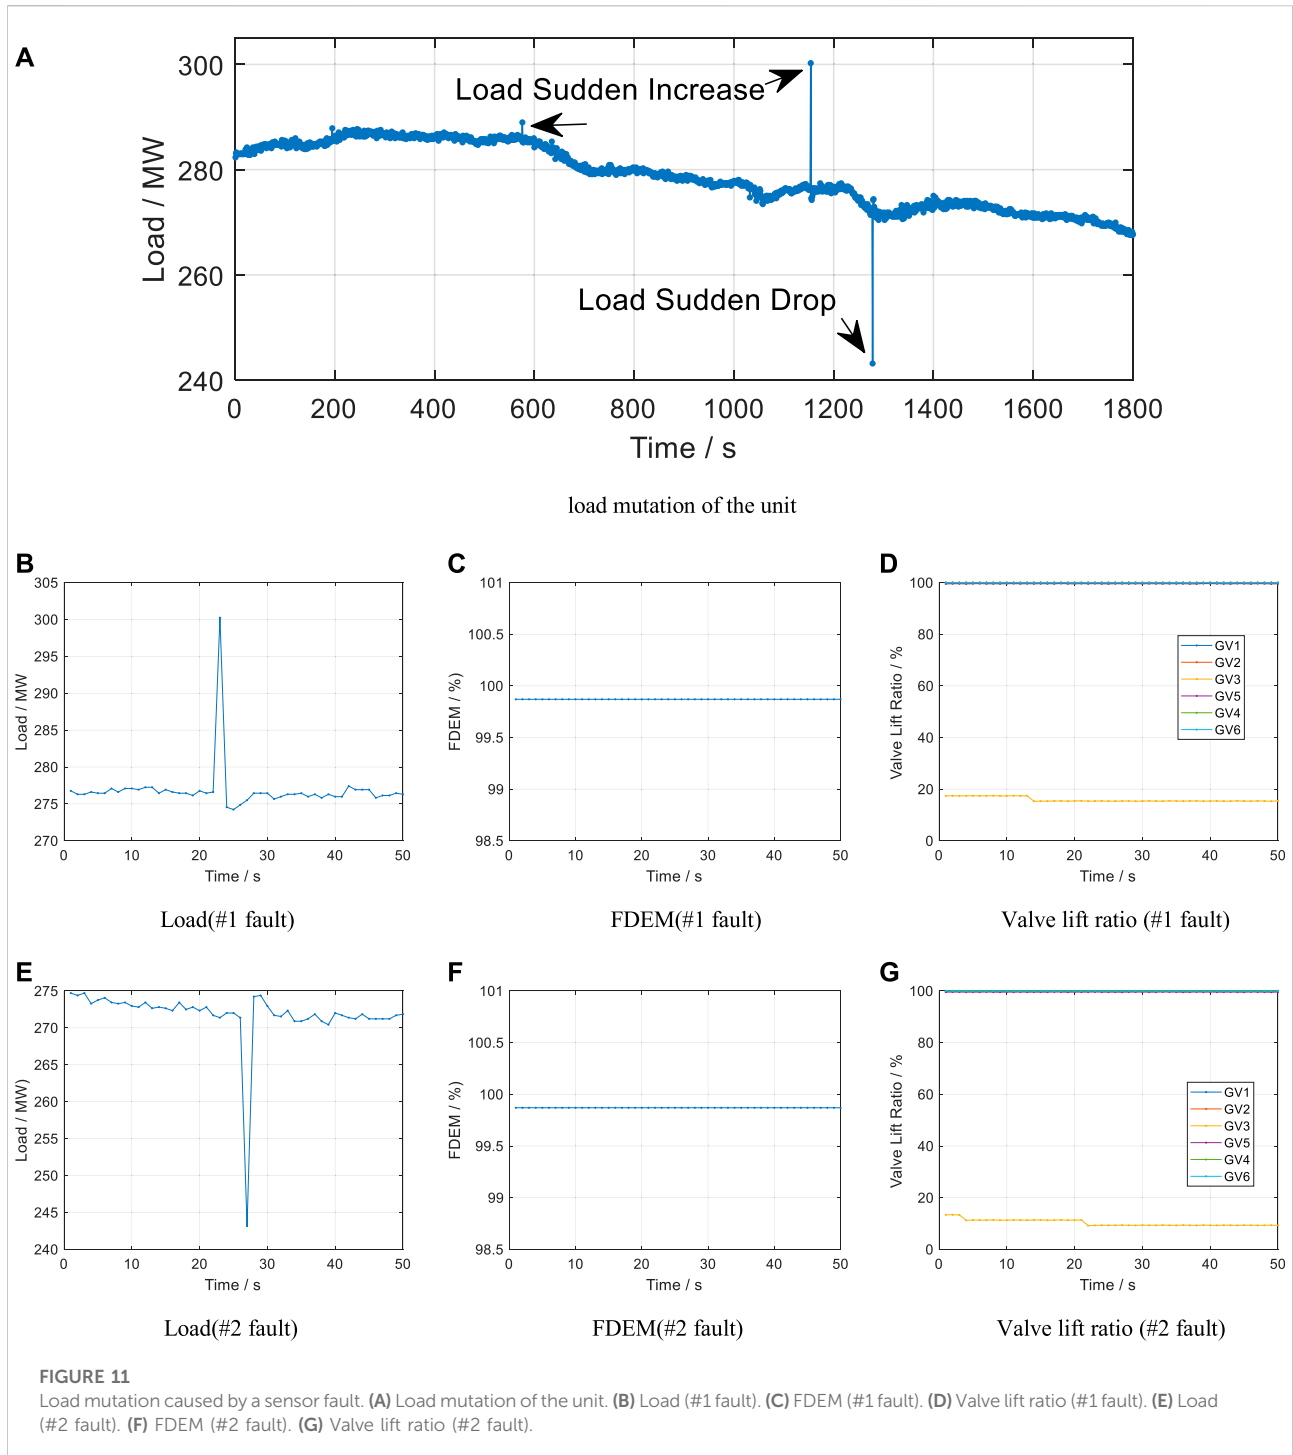 A
300
280
260
240
Load / MW
Load Sudden Increase
Load Sudden Drop
0 200 400 600 800 1000 1200 1400 1600 1800
Time / s
load mutation of the unit
B
305
300
295
290
285
278
275
270
Load / MW
0 10 20 30 40 50
Time / s
Load(#1 fault)
C
101
100.5
100
99.5
99
98.5
FDEM / %)
0 10 20 30 40 50
Time / s
FDEM(#1 fault)
D
100
80
60
40
20
0
Valve Lift Ratio / %
GV1
GV2
GV3
GV5
GV4
GV6
0 10 20 30 40 50
Time / s
Valve lift ratio (#1 fault)
E
275
270
265
260
255
250
245
240
Load / MW)
0 10 20 30 40 50
Time / s
Load(#2 fault)
F
101
100.5
100
99.5
99
98.5
FDEM / %)
0 10 20 30 40 50
Time / s
FDEM(#2 fault)
G
100
80
60
40
20
0
Valve Lift Ratio / %
GV1
GV2
GV3
GV5
GV4
GV6
0 10 20 30 40 50
Time / s
Valve lift ratio (#2 fault)
FIGURE 11
Load mutation caused by a sensor fault. (A) Load mutation of the unit. (B) Load (#1 fault). (C) FDEM (#1 fault). (D) Valve lift ratio (#1 fault). (E) Load
(#2 fault). (F) FDEM (#2 fault). (G) Valve lift ratio (#2 fault).